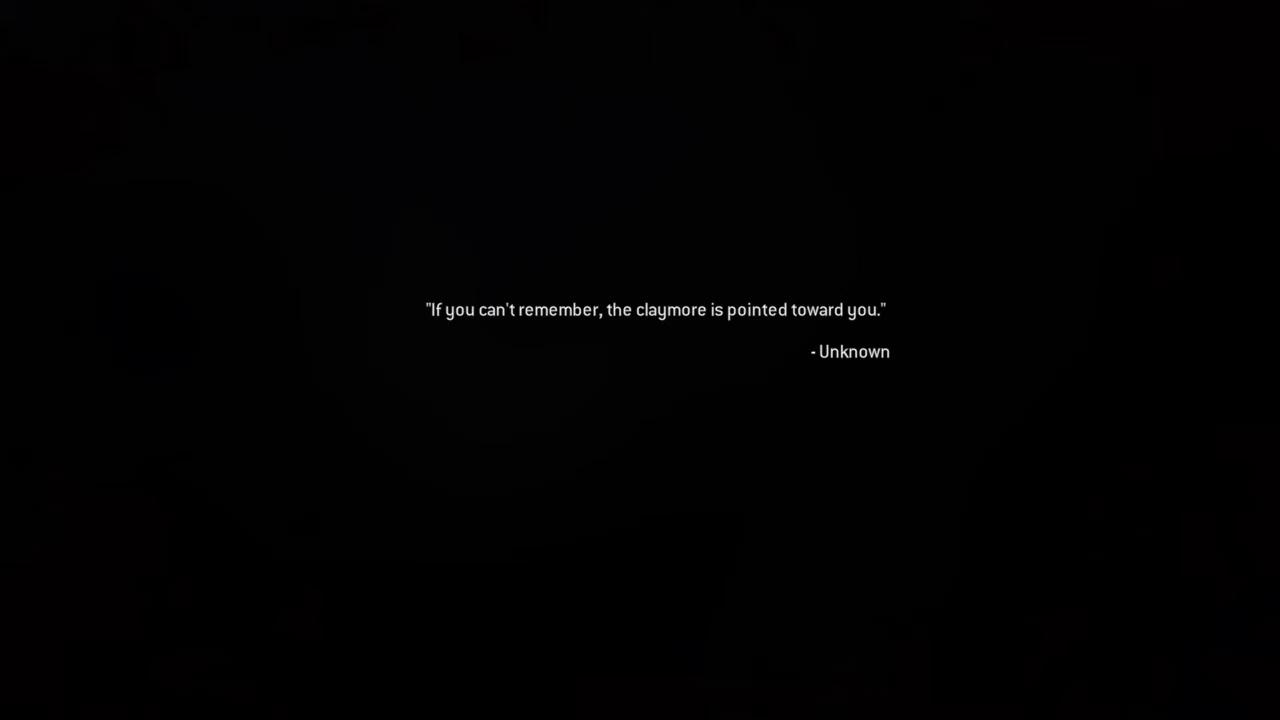 "If you can't remember, the claymore is pointed toward you."
- Unknown